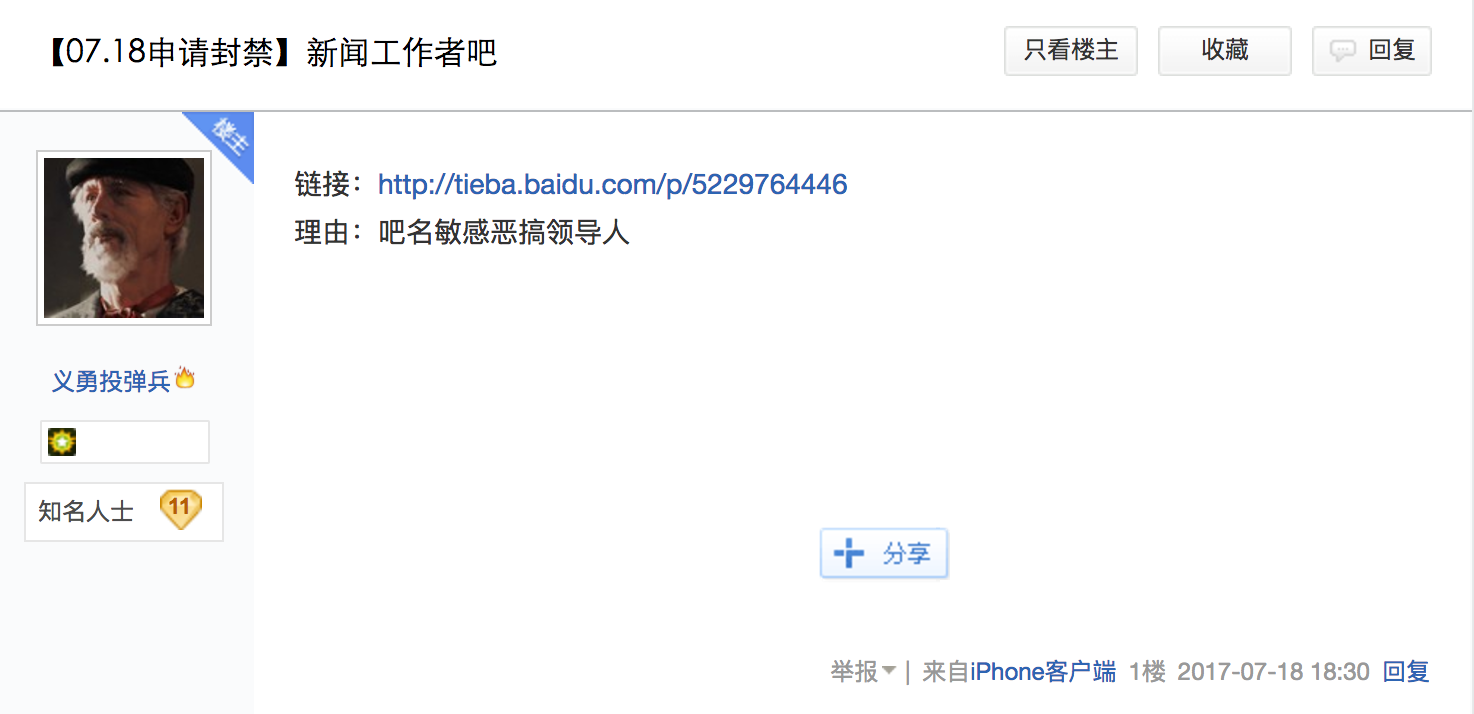 【07.18申请封禁】新闻工作者吧
只看楼主
收藏
回复
楼主
链接：http://tieba.baidu.com/p/5229764446
理由：吧名敏感恶搞领导人
义勇投弹兵
知名人士 11
分享
举报 | 来自iPhone客户端 1楼 2017-07-18 18:30 回复